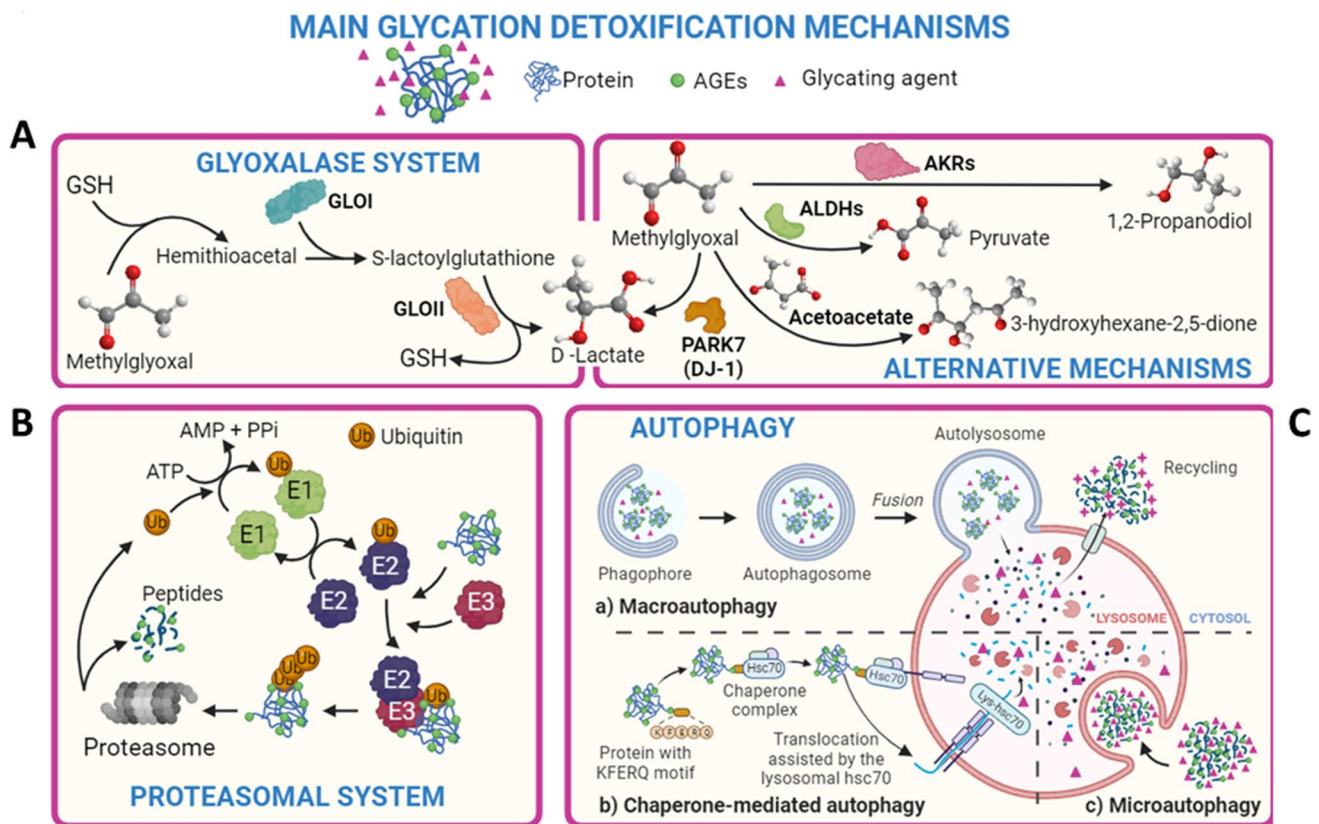 MAIN GLYCATION DETOXIFICATION MECHANISMS
Protein
AGEs
Glycating agent
A
GLYOXALASE SYSTEM
GSH
GLOI
Hemithioacetal
S-lactoylglutathione
Methylglyoxal
GLOII
GSH
D -Lactate
Methylglyoxal
AKRs
1,2-Propanodiol
ALDHs
Pyruvate
Acetoacetate
3-hydroxyhexane-2,5-dione
PARK7
(DJ-1)
ALTERNATIVE MECHANISMS
B
AMP + PPi
Ub
Ubiquitin
ATP
Ub
E1
Ub
E1
Ub
E2
E2
E3
Peptides
Ub
Ub
Ub
E2
E3
Ub
Proteasome
PROTEASOMAL SYSTEM
C
AUTOPHAGY
Autolysosome
Recycling
Fusion
Phagophore
Autophagosome
a) Macroautophagy
LYSOSOME
CYTOSOL
Hsc70
Hsc70
Chaperone
complex
Lys-hsc70
KFERQ
Protein with
KFERQ motif
Translocation
assisted by the
lysosomal hsc70
b) Chaperone-mediated autophagy
c) Microautophagy